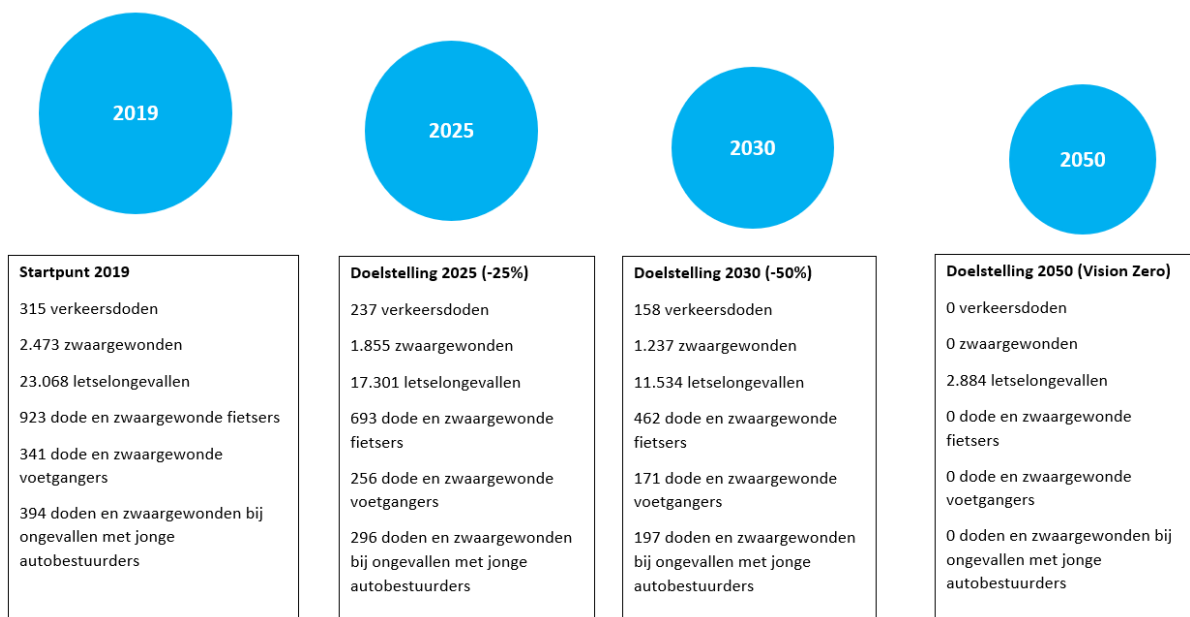 2019
2025
2030
2050
Startpunt 2019
315 verkeersdoden
2.473 zwaargewonden
23.068 letselongevallen
923 dode en zwaargewonde fietsers
341 dode en zwaargewonde
voetgangers
394 doden en zwaargewonden bij
ongevallen met jonge
autobestuurders
Doelstelling 2025 (-25%)
237 verkeersdoden
1.855 zwaargewonden
17.301 letselongevallen
693 dode en zwaargewonde
fietsers
256 dode en zwaargewonde
voetgangers
296 doden en zwaargewonden
bij ongevallen met jonge
autobestuurders
Doelstelling 2030 (-50%)
158 verkeersdoden
1.237 zwaargewonden
11.534 letselongevallen
462 dode en zwaargewonde
fietsers
171 dode en zwaargewonde
voetgangers
197 doden en zwaargewonden
bij ongevallen met jonge
autobestuurders
Doelstelling 2050 (Vision Zero)
0 verkeersdoden
0 zwaargewonden
2.884 letselongevallen
0 dode en zwaargewonde
fietsers
0 dode en zwaargewonde
voetgangers
0 doden en zwaargewonden bij
ongevallen met jonge
autobestuurders